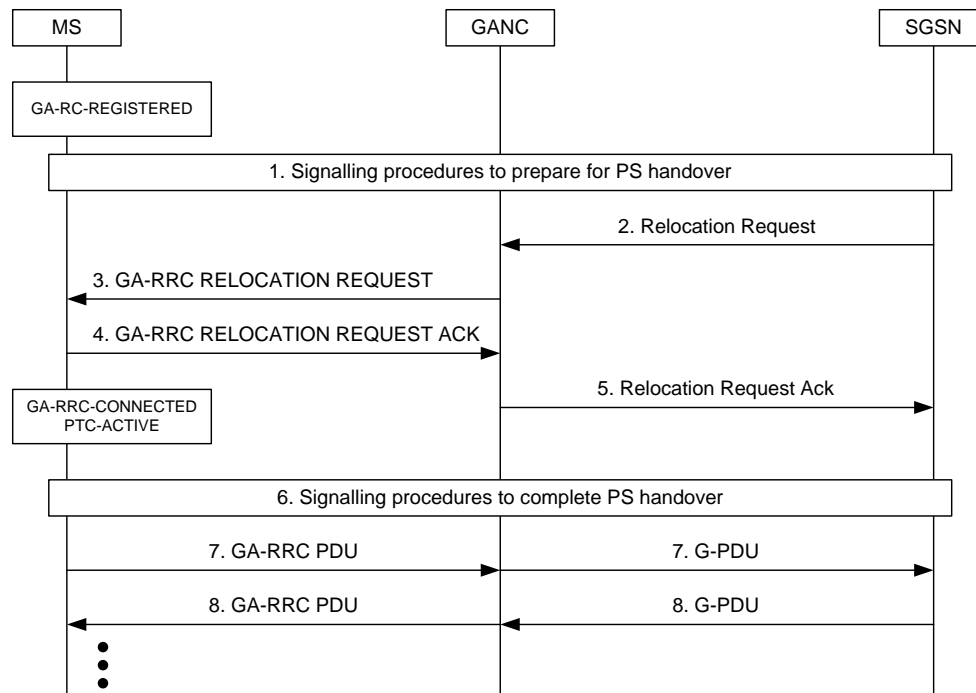 MS
GANC
SGSN
GA-RC-REGISTERED
1. Signalling procedures to prepare for PS handover
2. Relocation Request
3. GA-RRC RELOCATION REQUEST
4. GA-RRC RELOCATION REQUEST ACK
5. Relocation Request Ack
GA-RRC-CONNECTED
PTC-ACTIVE
6. Signalling procedures to complete PS handover
7. GA-RRC PDU
7. G-PDU
8. GA-RRC PDU
8. G-PDU